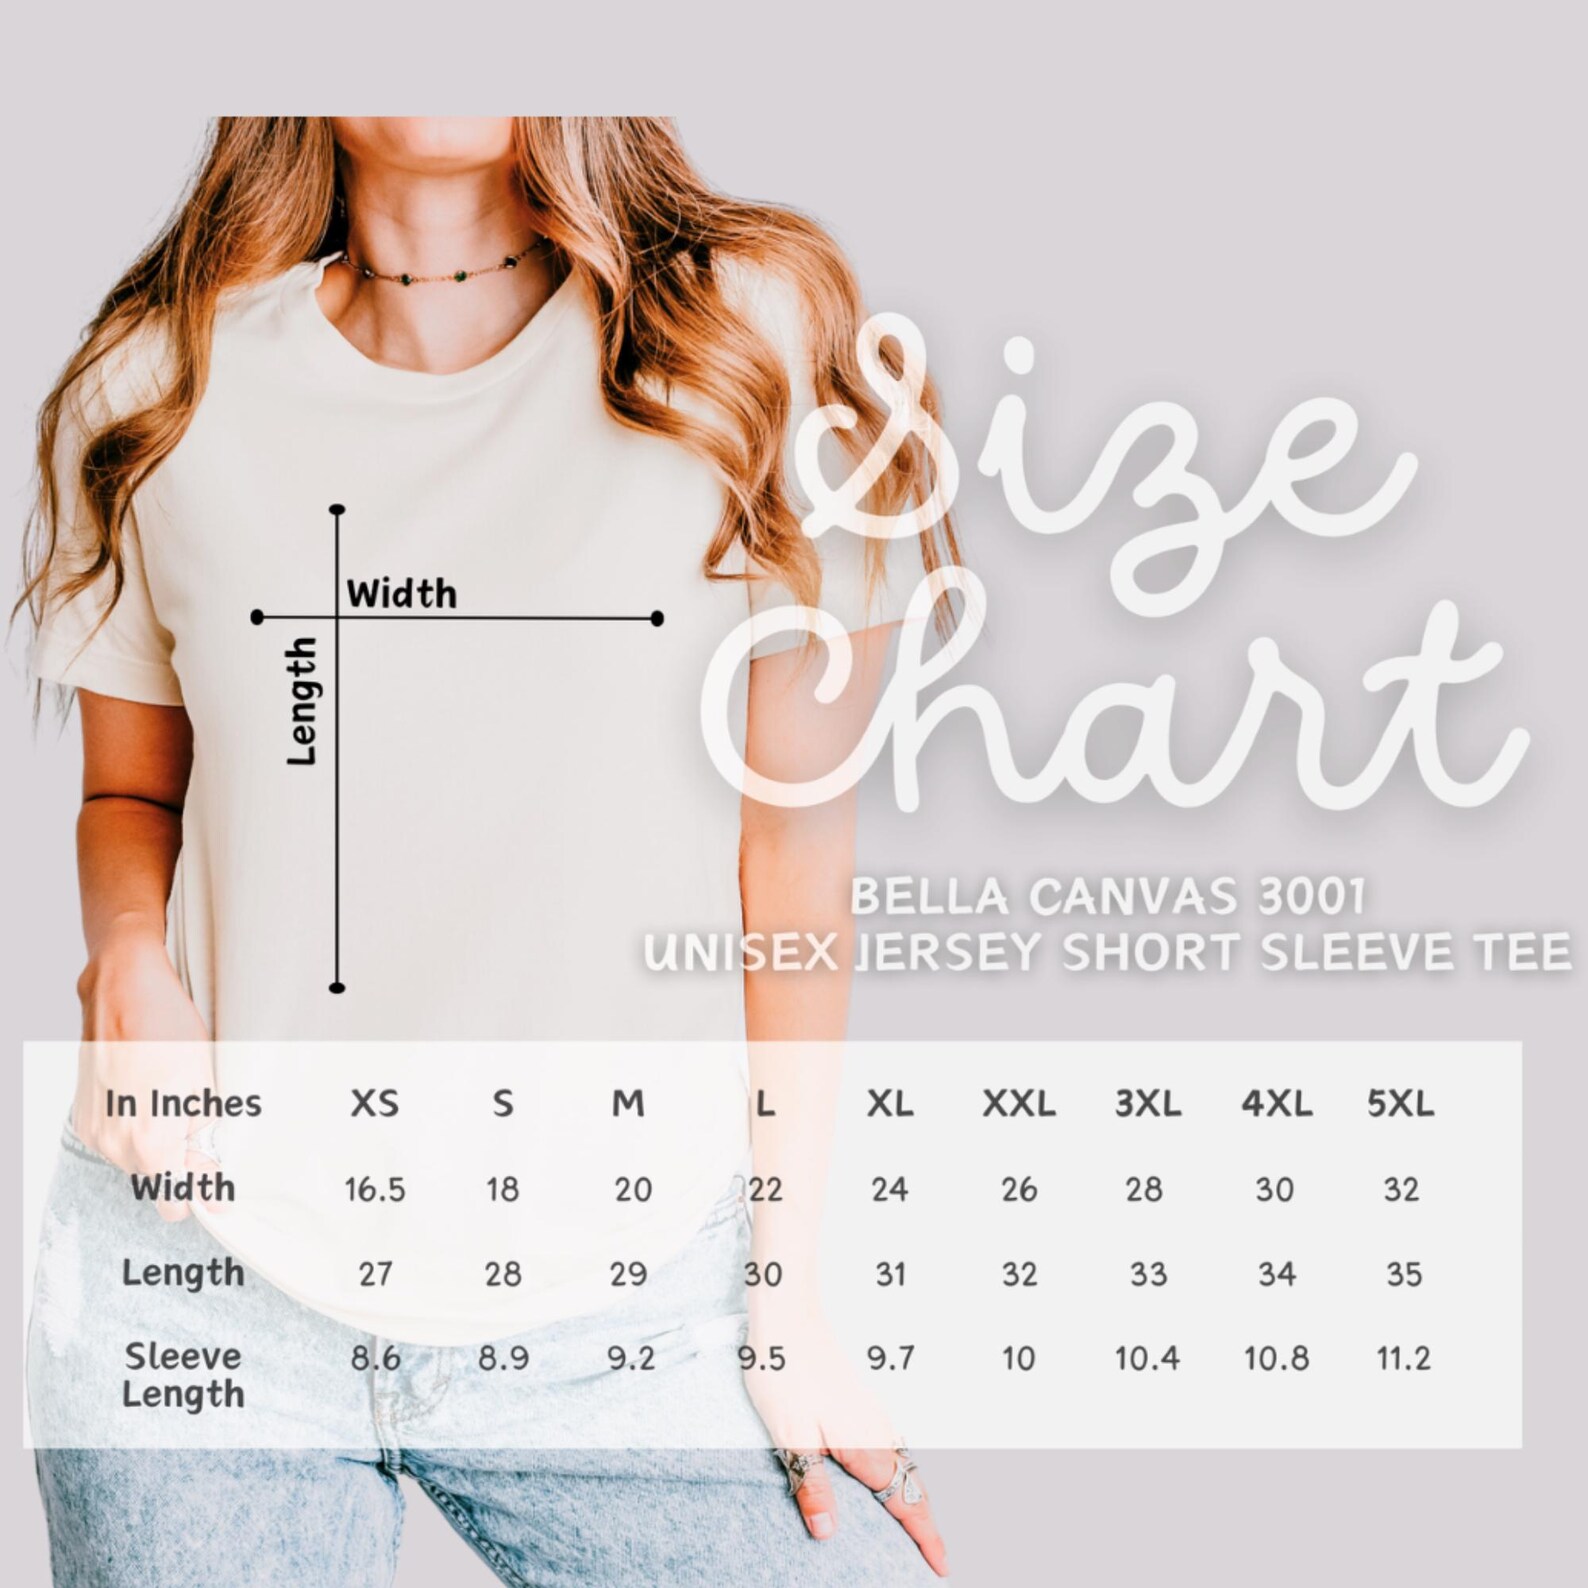 Size
Chart
Width
Length
BELLA CANVAS 3001
UNISEX JERSEY SHORT SLEEVE TEE
In Inches XS S M L XL XXL 3XL 4XL 5XL
Width 16.5 18 20 22 24 26 28 30 32
Length 27 28 29 30 31 32 33 34 35
Sleeve Length 8.6 8.9 9.2 9.5 9.7 10 10.4 10.8 11.2